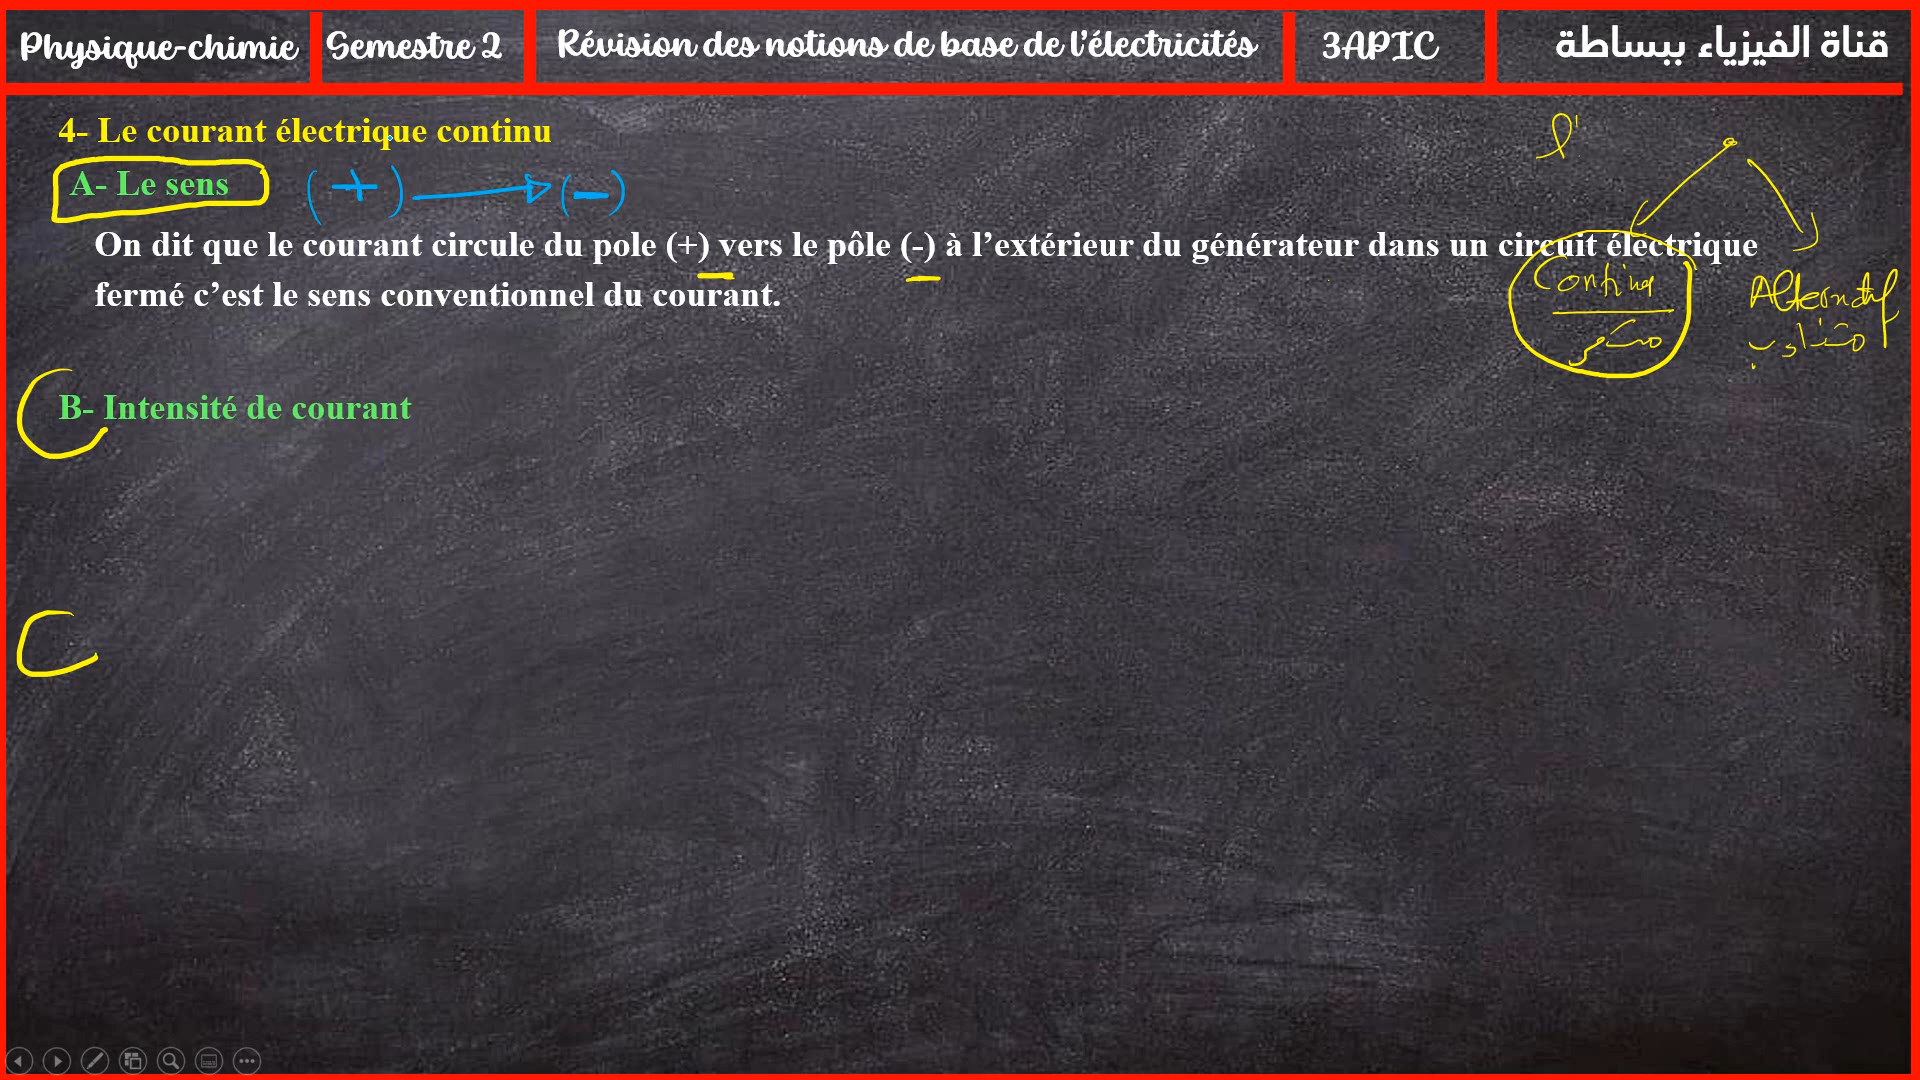 Physique-chimie
Semestre 2
Révision des notions de base de l'électricités
3APIC
قناة الفيزياء ببساطة
4- Le courant électrique continu
A- Le sens (+) → (-)
On dit que le courant circule du pole (+) vers le pôle (-) à l’extérieur du générateur dans un circuit électrique
fermé c’est le sens conventionnel du courant.
Continu
مستمر
Alternatif
متناوب
B- Intensité de courant